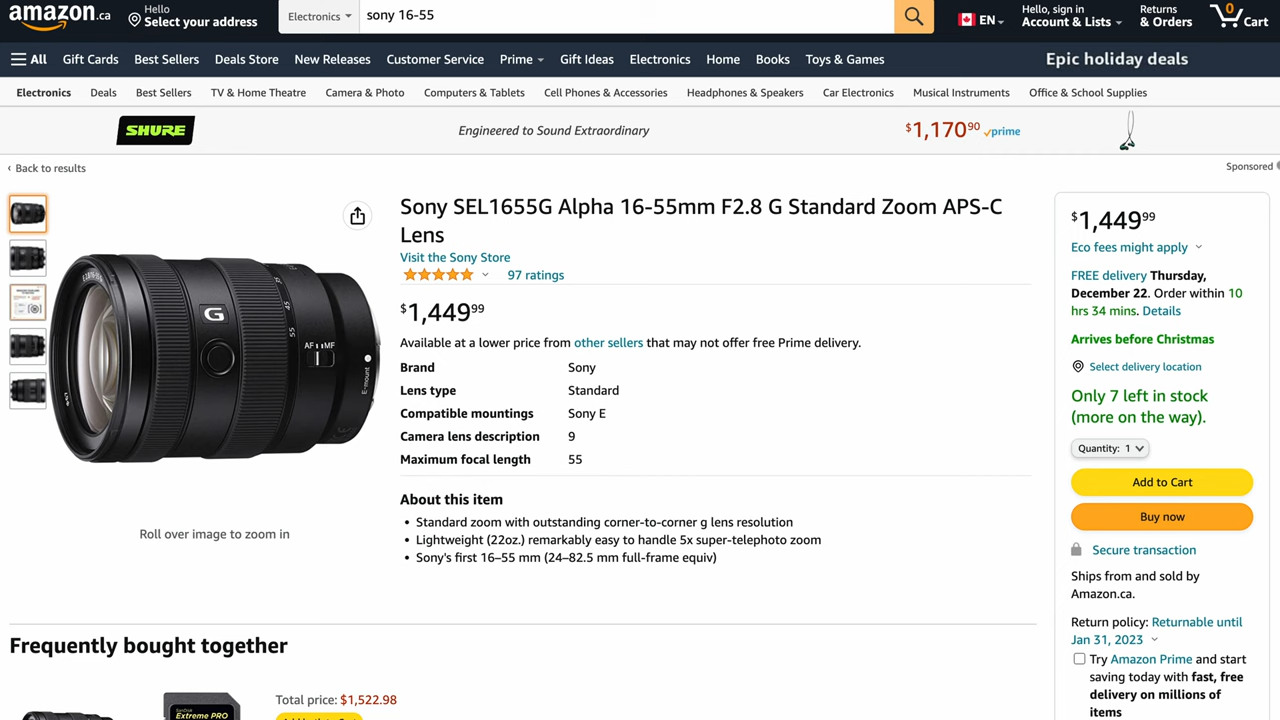 amazon.ca
Hello
Select your address
Electronics
sony 16-55
EN
Hello, sign in
Account & Lists
Returns
& Orders
0
Cart
All
Gift Cards
Best Sellers
Deals Store
New Releases
Customer Service
Prime
Gift Ideas
Electronics
Home
Books
Toys & Games
Epic holiday deals
Electronics
Deals
Best Sellers
TV & Home Theatre
Camera & Photo
Computers & Tablets
Cell Phones & Accessories
Headphones & Speakers
Car Electronics
Musical Instruments
Office & School Supplies
SHURE
Engineered to Sound Extraordinary
$1,17090 prime
‹ Back to results
Sponsored
Sony SEL1655G Alpha 16-55mm F2.8 G Standard Zoom APS-C
Lens
Visit the Sony Store
97 ratings
$1,44999
Available at a lower price from other sellers that may not offer free Prime delivery.
Brand Sony
Lens type Standard
Compatible mountings Sony E
Camera lens description 9
Maximum focal length 55
About this item
• Standard zoom with outstanding corner-to-corner g lens resolution
• Lightweight (22oz.) remarkably easy to handle 5x super-telephoto zoom
• Sony's first 16–55 mm (24–82.5 mm full-frame equiv)
G
45
55
AF MF
E-mount
Roll over image to zoom in
$1,44999
Eco fees might apply
FREE delivery Thursday,
December 22. Order within 10
hrs 34 mins. Details
Arrives before Christmas
Select delivery location
Only 7 left in stock
(more on the way).
Quantity: 1
Add to Cart
Buy now
Secure transaction
Ships from and sold by
Amazon.ca.
Return policy: Returnable until
Jan 31, 2023
Try Amazon Prime and start
saving today with fast, free
delivery on millions of
items
Frequently bought together
SanDisk
Extreme PRO
Total price: $1,522.98